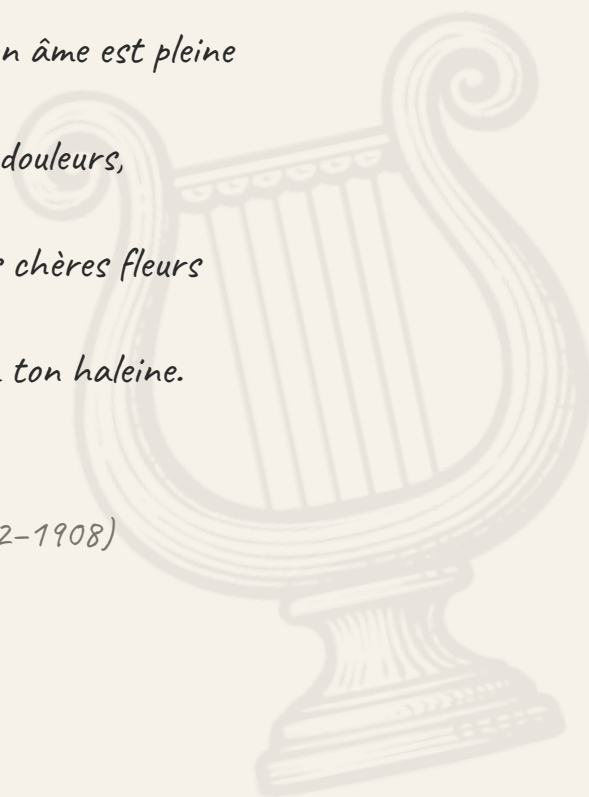 n âme est pleine
douleurs,
chères fleurs
ton haleine.
2–1908)